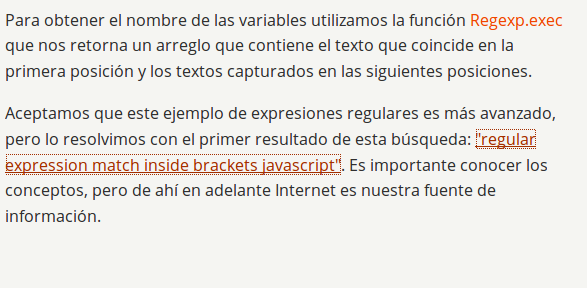 Para obtener el nombre de las variables utilizamos la función Regexp.exec
que nos retorna un arreglo que contiene el texto que coincide en la
primera posición y los textos capturados en las siguientes posiciones.
Aceptamos que este ejemplo de expresiones regulares es más avanzado,
pero lo resolvimos con el primer resultado de esta búsqueda: "regular
expression match inside brackets javascript". Es importante conocer los
conceptos, pero de ahí en adelante Internet es nuestra fuente de
información.